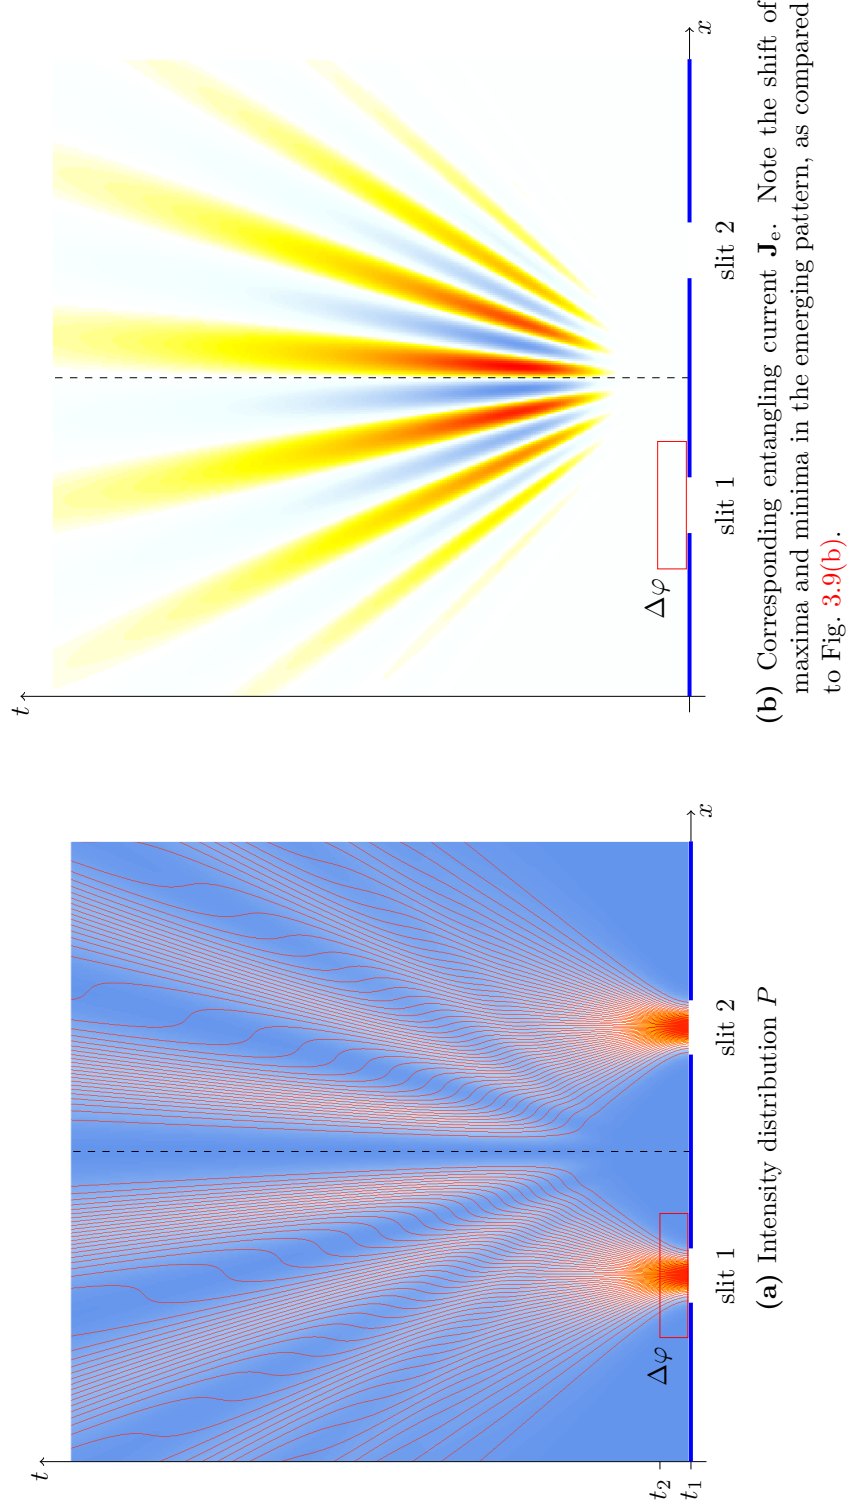 t
t₂
t₁
Δφ
slit 1
slit 2
x
(a) Intensity distribution P
t
Δφ
slit 1
slit 2
x
(b) Corresponding entangling current Jₑ. Note the shift of
maxima and minima in the emerging pattern, as compared
to Fig. 3.9(b).